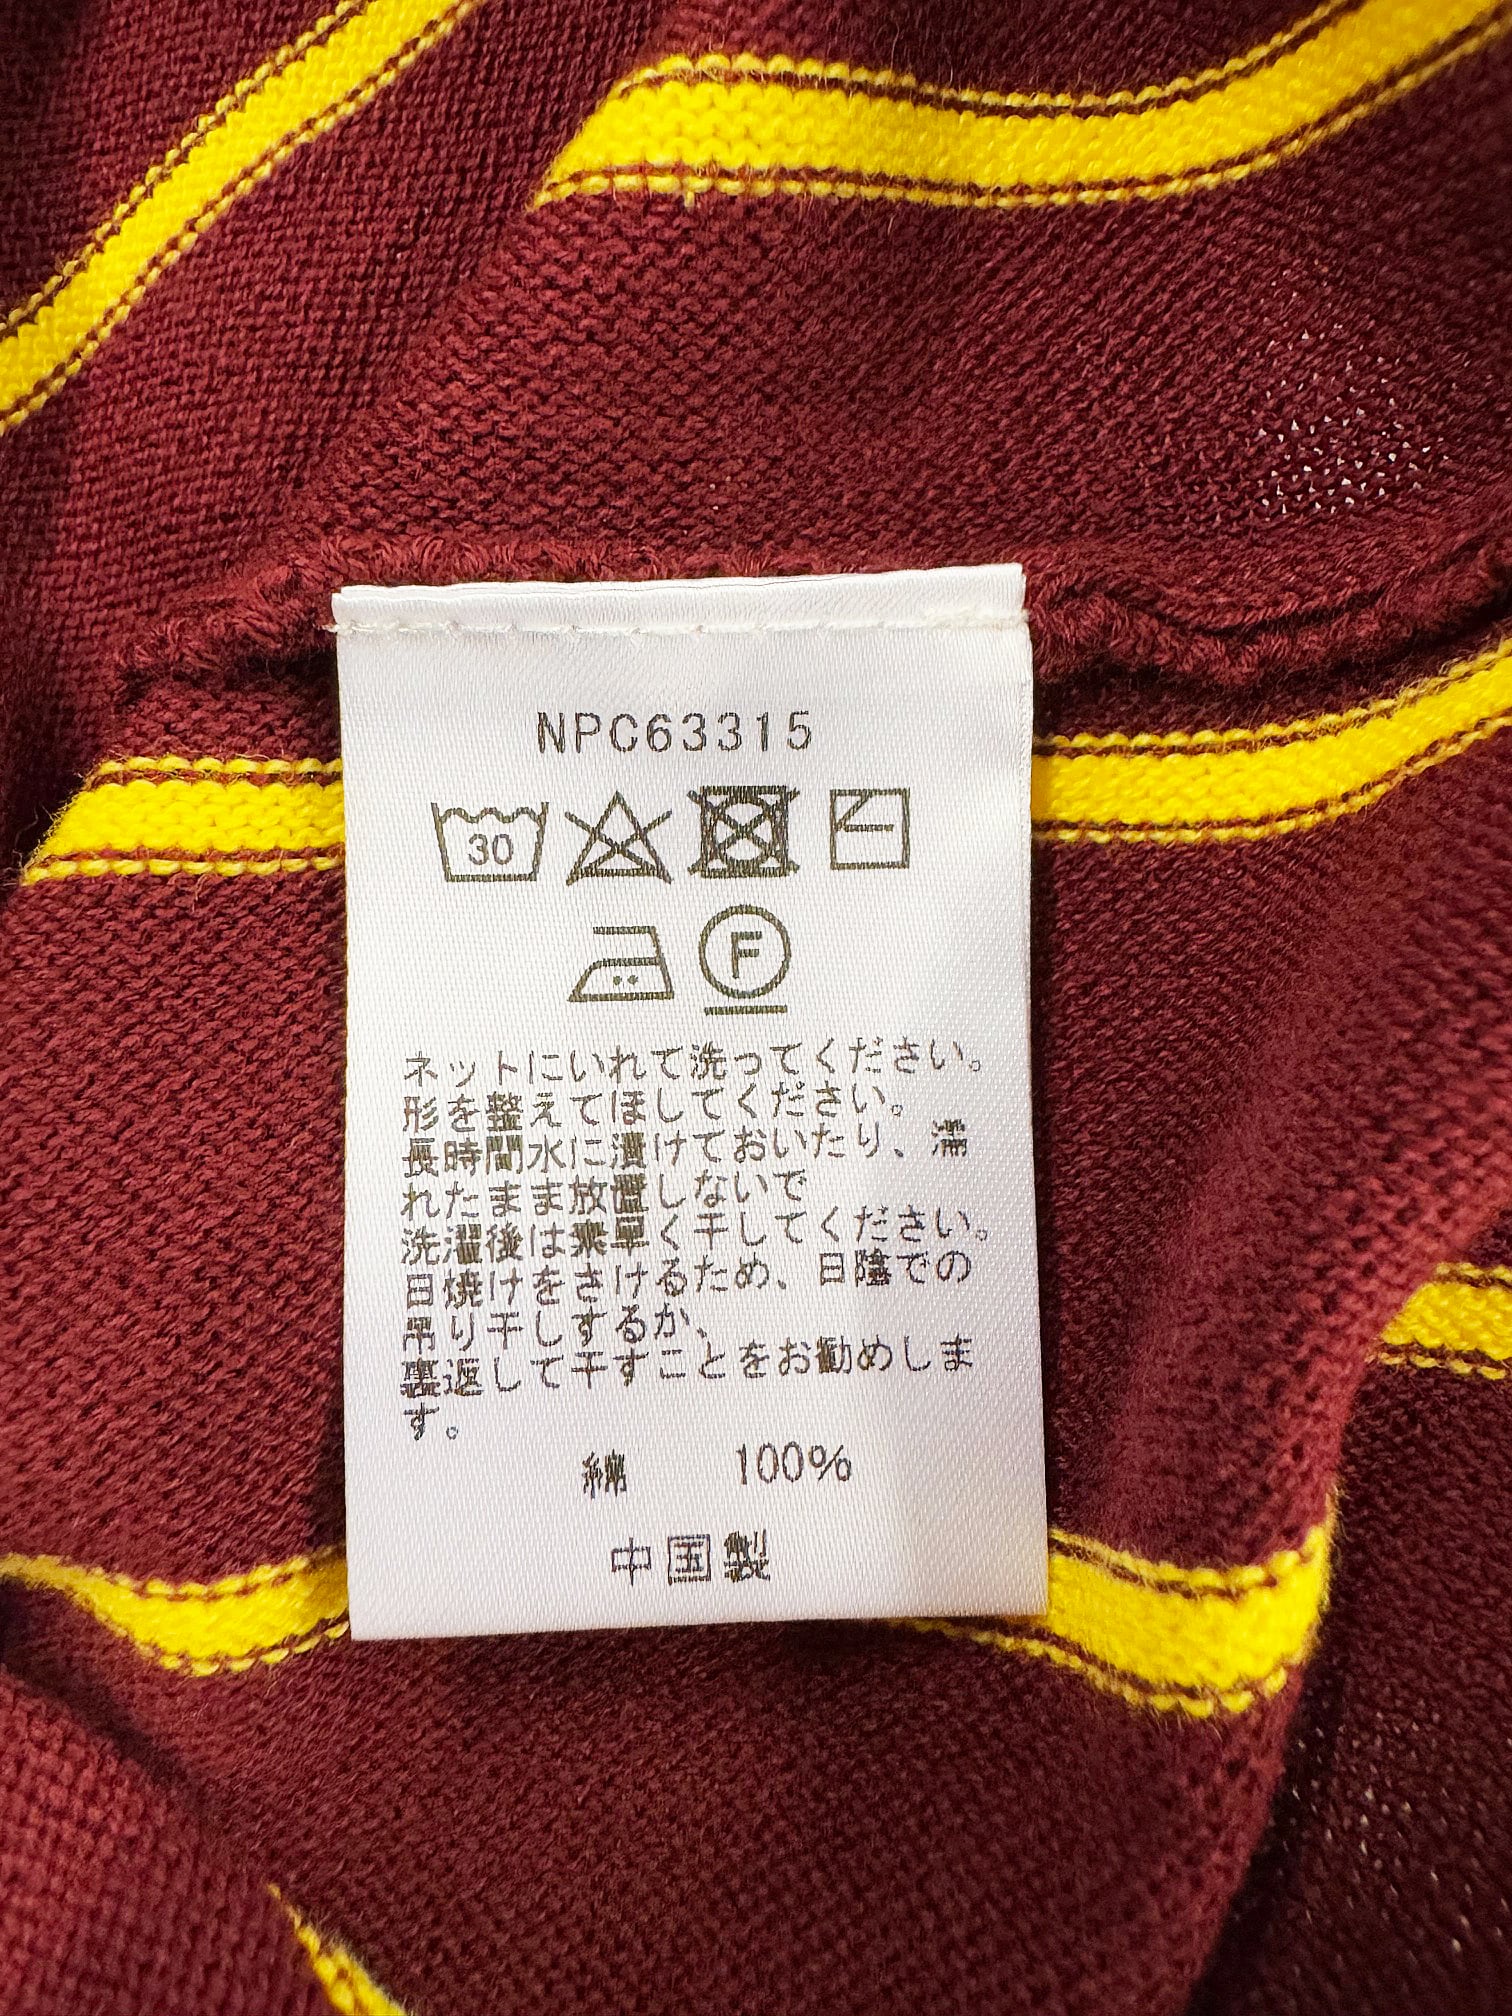 NPC63315
30
F
ネットにいれて洗ってください。
形を整えてほしてください。
長時間水に漬けておいたり、濡
れたまま放置しないで
洗濯後は素早く干してください。
日焼けをさけるため、日陰での
吊り干しするか、
裏返して干すことをお勧めしま
す。
綿 100%
中国製